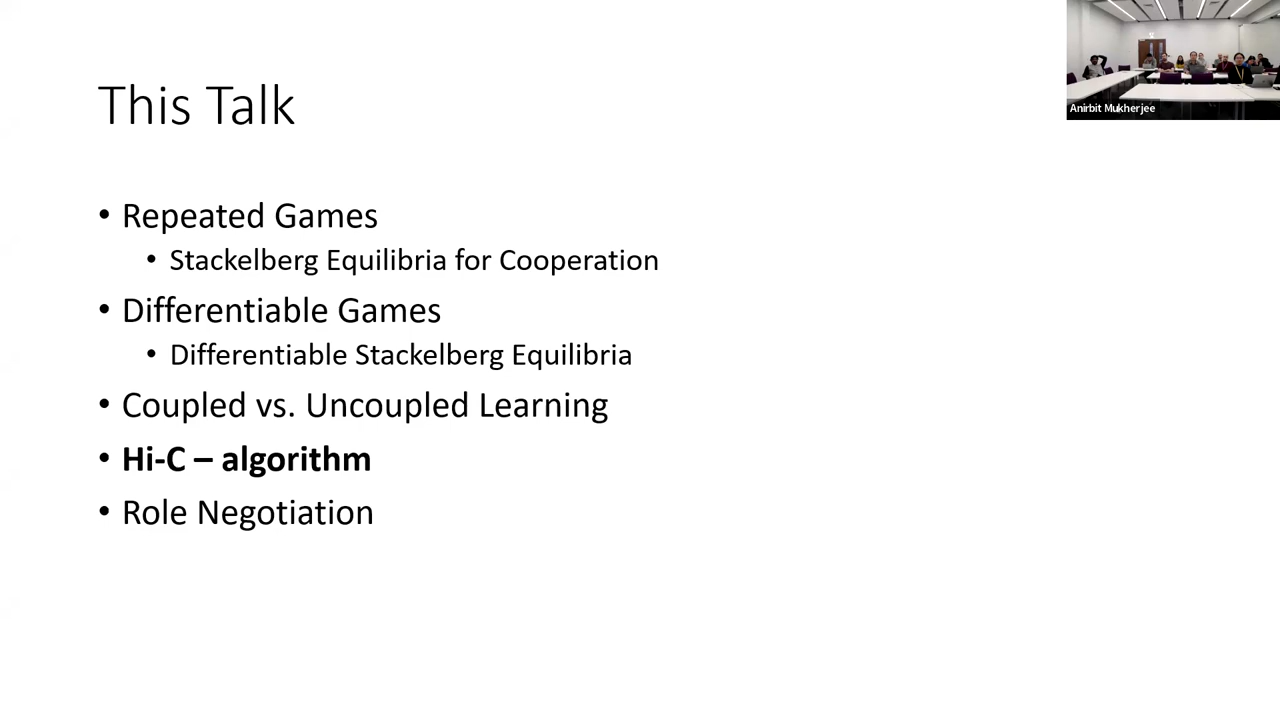 This Talk
• Repeated Games
• Stackelberg Equilibria for Cooperation
• Differentiable Games
• Differentiable Stackelberg Equilibria
• Coupled vs. Uncoupled Learning
• Hi-C – algorithm
• Role Negotiation
Anirbit Mukherjee